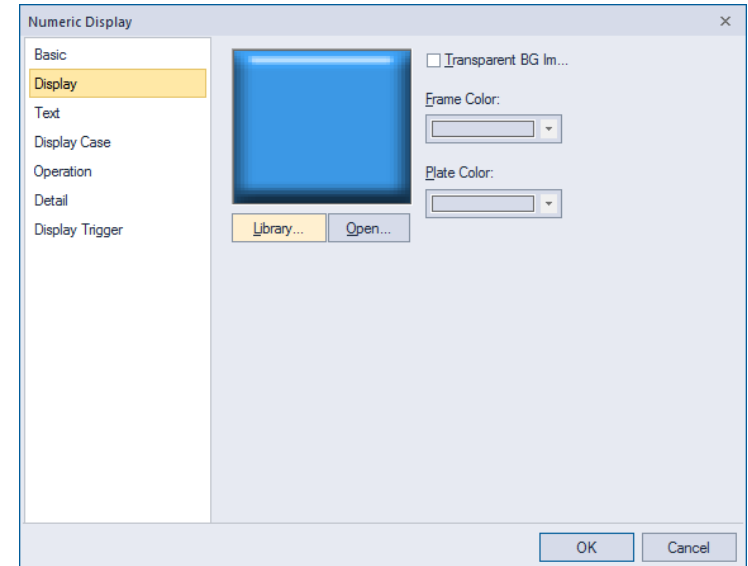 Numeric Display
Basic
Display
Text
Display Case
Operation
Detail
Display Trigger
Transparent BG Im...
Frame Color:
Plate Color:
Library...
Open...
OK
Cancel